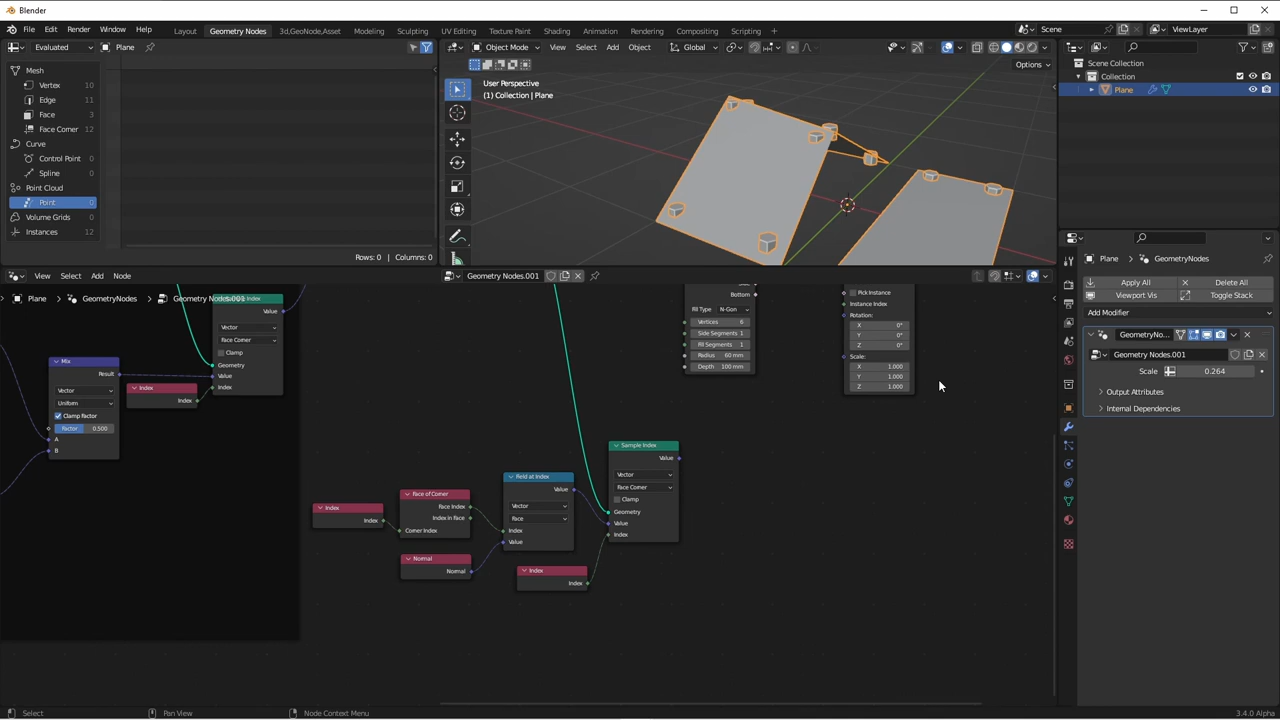 Blender
File Edit Render Window Help Layout Geometry Nodes 3d,GeoNode,Asset Modeling Sculpting UV Editing Texture Paint Shading Animation Rendering Compositing Scripting Scene ViewLayer
Evaluated Plane
Object Mode View Select Add Object Global
Options
Mesh
Vertex 10
Edge 11
Face 3
Face Corner 12
Curve
Control Point 0
Spline 0
Point Cloud
Point 0
Volume Grids 0
Instances 12
Rows: 0 | Columns: 0
User Perspective
(1) Collection | Plane
Scene Collection
Collection
Plane
View Select Add Node
Geometry Nodes.001
Plane GeometryNodes Geometry Nodes.001
Value
Vector
Face Corner
Clamp
Geometry
Value
Index
Mix
Result
Vector
Uniform
Clamp Factor
Factor 0.500
A
B
Index
Index
Bottom
Fill Type N-Gon
Vertices 6
Side Segments 1
Fill Segments 1
Radius 60 mm
Depth 100 mm
Pick Instance
Instance Index
Rotation:
X 0°
Y 0°
Z 0°
Scale:
X 1.000
Y 1.000
Z 1.000
Index
Index
Face of Corner
Face Index
Index in Face
Corner Index
Normal
Normal
Field at Index
Value
Vector
Face
Index
Value
Index
Index
Sample Index
Value
Vector
Face Corner
Clamp
Geometry
Value
Index
Plane GeometryNodes
Apply All Delete All
Viewport Vis Toggle Stack
Add Modifier
GeometryNo...
Geometry Nodes.001
Scale 0.264
Output Attributes
Internal Dependencies
Select Pan View Node Context Menu 3.4.0 Alpha